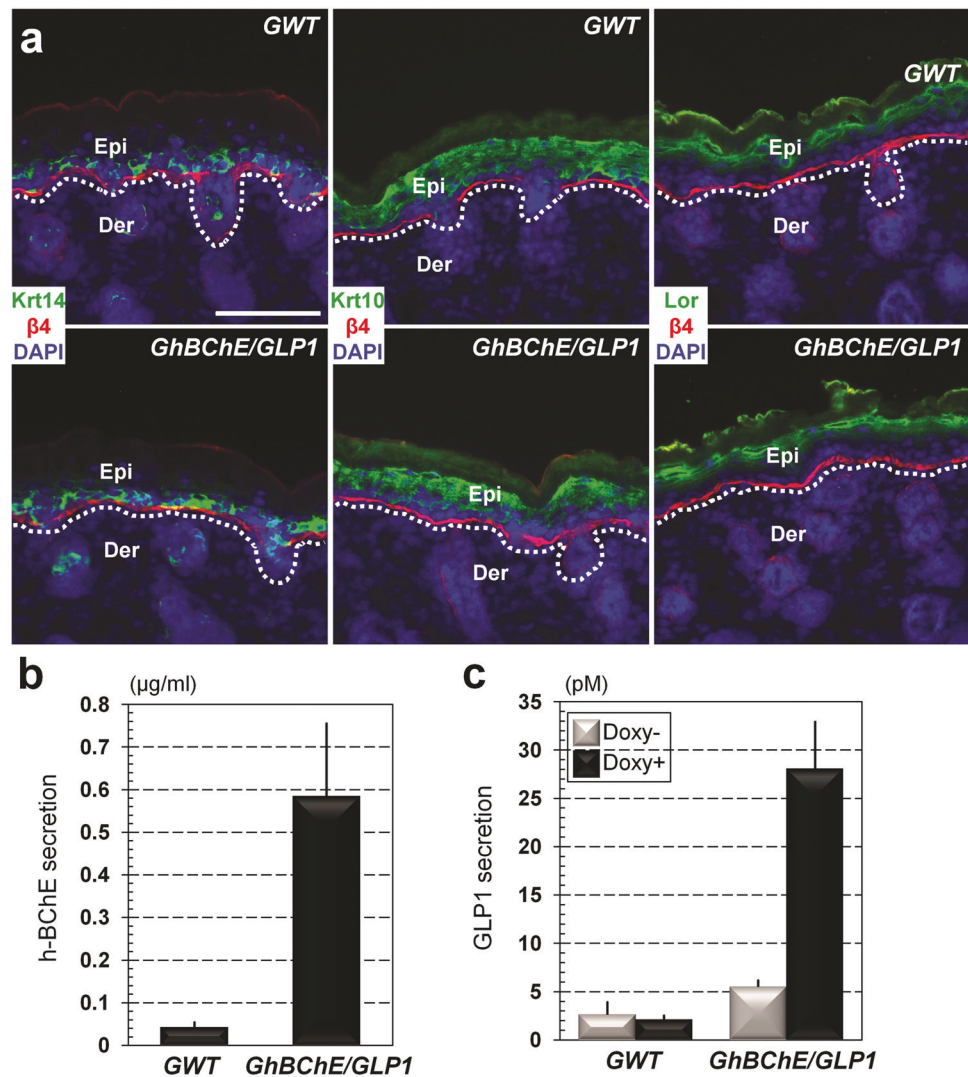 a
GWT
GWT
GWT
Epi
Epi
Epi
Der
Der
Der
Krt14
β4
DAPI
Krt10
β4
DAPI
Lor
β4
DAPI
GhBChE/GLP1
GhBChE/GLP1
GhBChE/GLP1
Epi
Epi
Epi
Der
Der
Der
b
(µg/ml)
h-BChE secretion
0.8
0.7
0.6
0.5
0.4
0.3
0.2
0.1
0
GWT
GhBChE/GLP1
c
(pM)
GLP1 secretion
35
30
25
20
15
10
5
0
Doxy-
Doxy+
GWT
GhBChE/GLP1